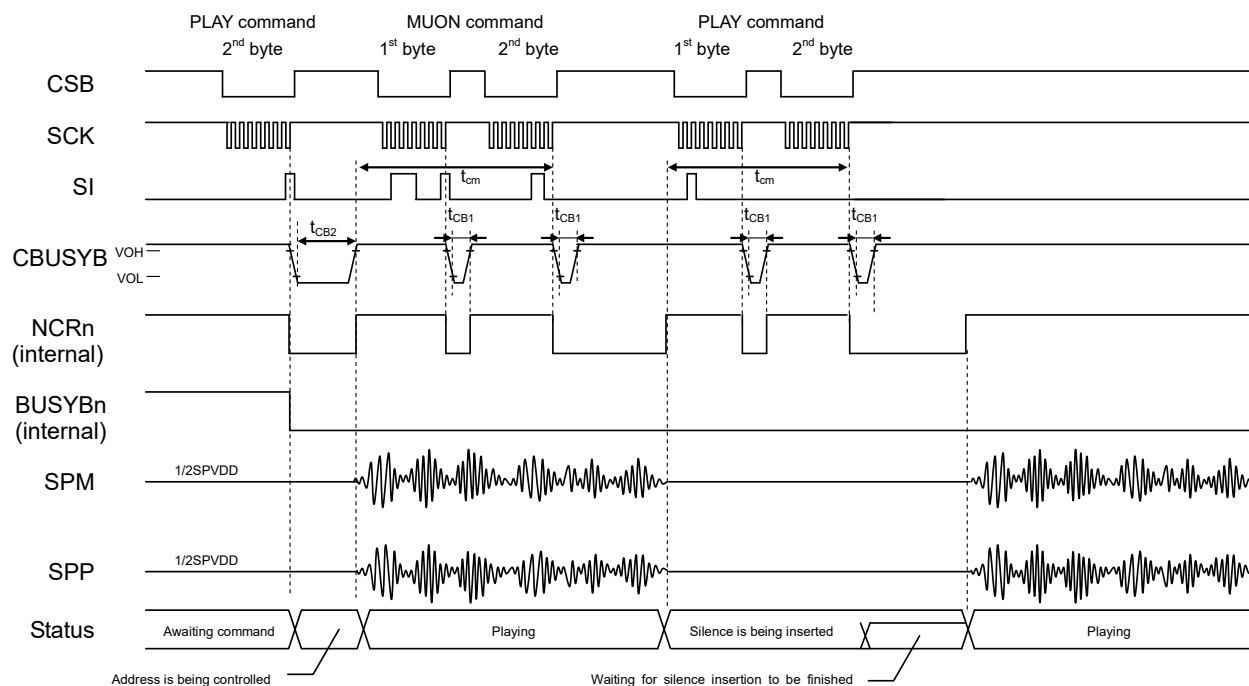 PLAY command MUON command PLAY command
2nd byte 1st byte 2nd byte 1st byte 2nd byte
CSB
SCK
SI
tcm tcm
tCB2 tCB1 tCB1 tCB1 tCB1
VOH
CBUSYB
VOL
NCRn
(internal)
BUSYBn
(internal)
1/2SPVDD
SPM
1/2SPVDD
SPP
Status Awaiting command Playing Silence is being inserted Playing
Address is being controlled Waiting for silence insertion to be finished